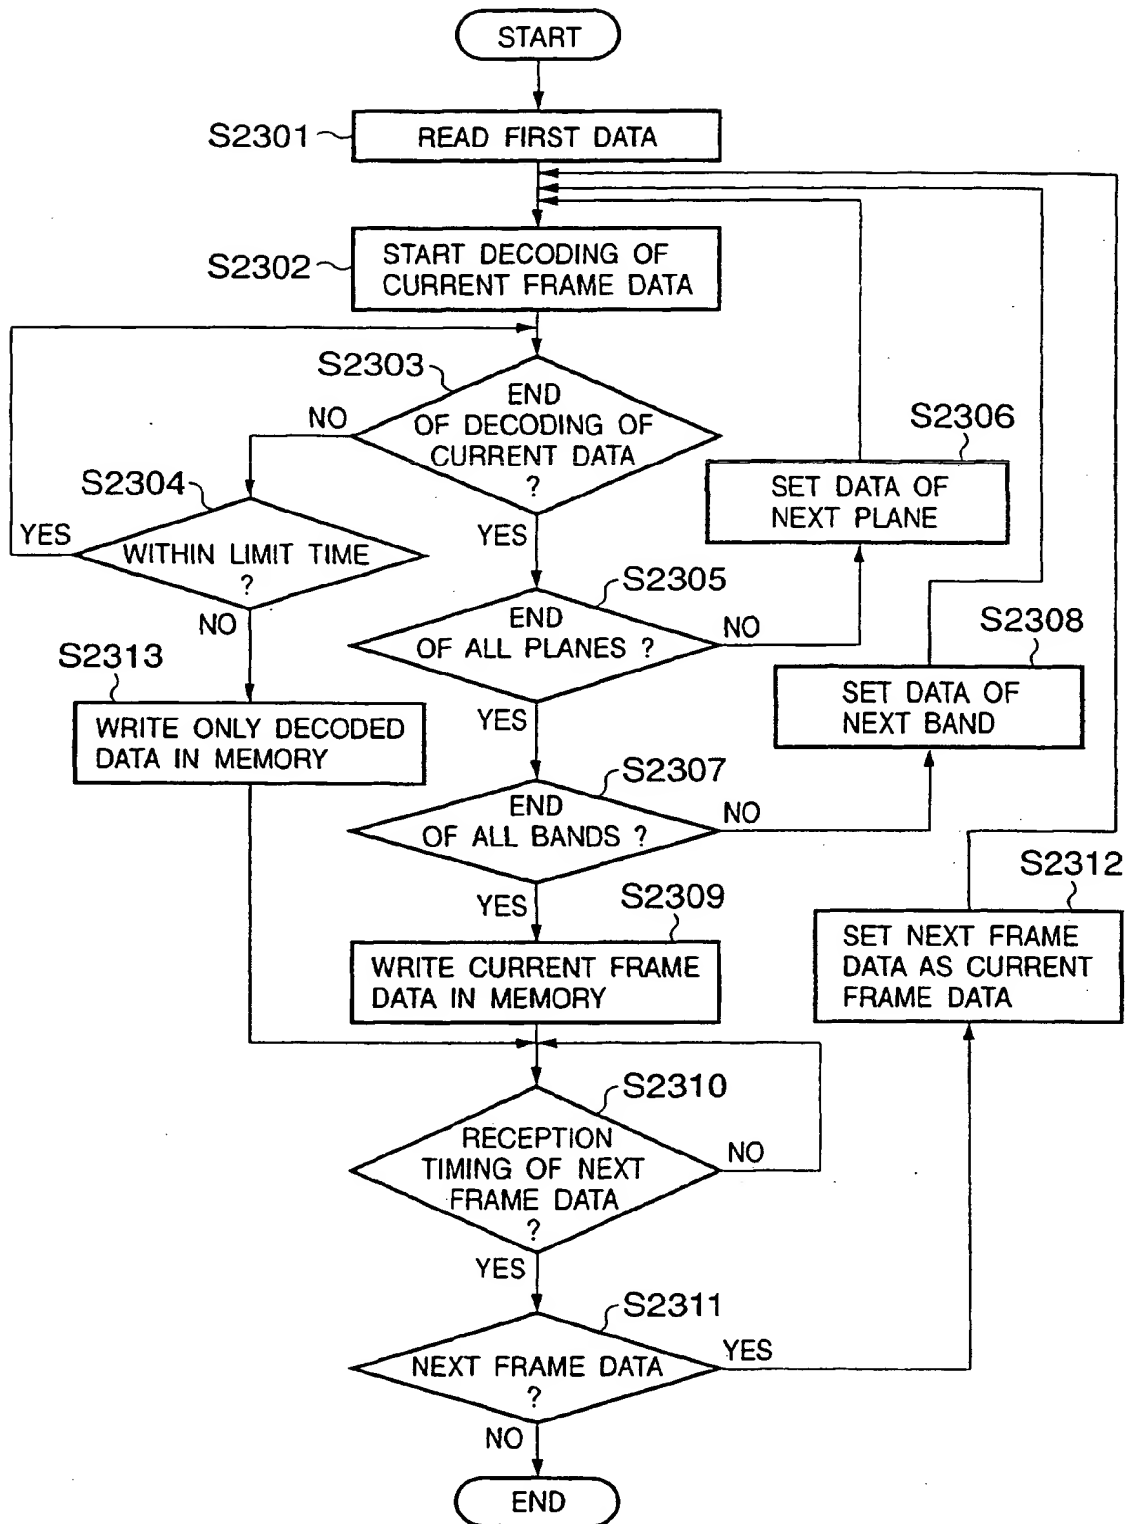 START
S2301
READ FIRST DATA
S2302
START DECODING OF
CURRENT FRAME DATA
S2303
END
OF DECODING OF
CURRENT DATA
?
NO
YES
S2304
WITHIN LIMIT TIME
?
YES
NO
S2306
SET DATA OF
NEXT PLANE
S2305
END
OF ALL PLANES ?
NO
YES
S2308
SET DATA OF
NEXT BAND
S2313
WRITE ONLY DECODED
DATA IN MEMORY
S2307
END
OF ALL BANDS ?
NO
YES
S2309
WRITE CURRENT FRAME
DATA IN MEMORY
S2312
SET NEXT FRAME
DATA AS CURRENT
FRAME DATA
S2310
RECEPTION
TIMING OF NEXT
FRAME DATA
?
NO
YES
S2311
NEXT FRAME DATA
?
YES
NO
END